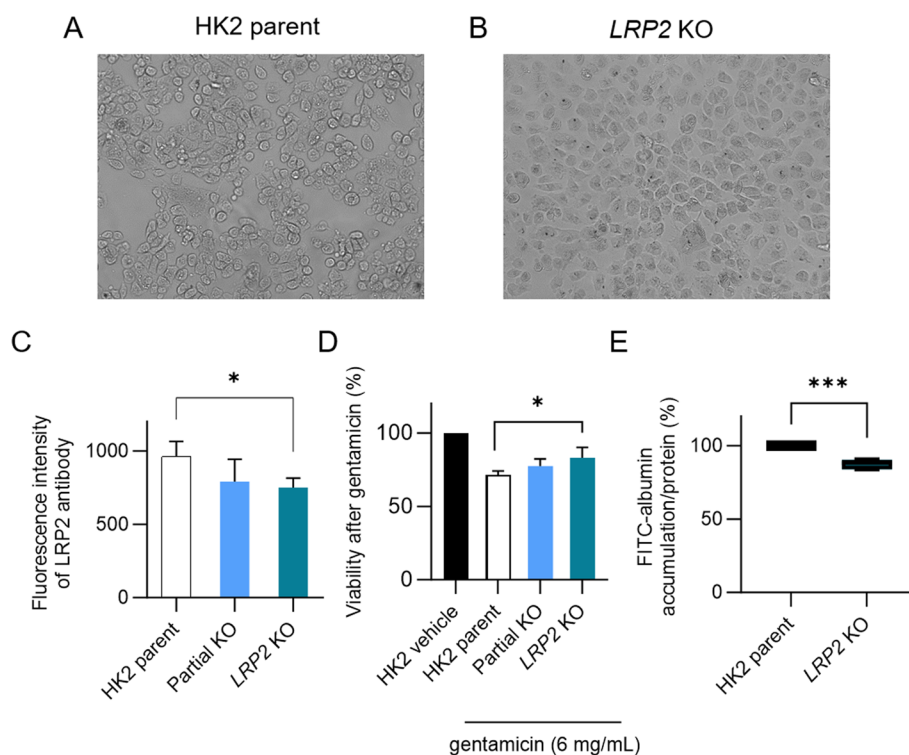 A
HK2 parent
B
LRP2 KO
C
Fluorescence intensity
of LRP2 antibody
1000
500
0
*
HK2 parent
Partial KO
LRP2 KO
D
Viability after gentamicin (%)
100
50
0
*
HK2 vehicle
HK2 parent
Partial KO
LRP2 KO
gentamicin (6 mg/mL)
E
FITC-albumin
accumulation/protein (%)
100
50
0
***
HK2 parent
LRP2 KO